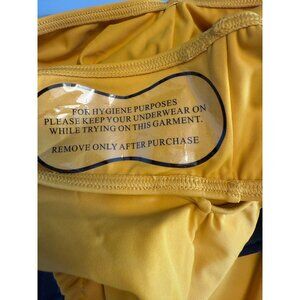 FOR HYGIENE PURPOSES
PLEASE KEEP YOUR UNDERWEAR ON
WHILE TRYING ON THIS GARMENT.
REMOVE ONLY AFTER PURCHASE